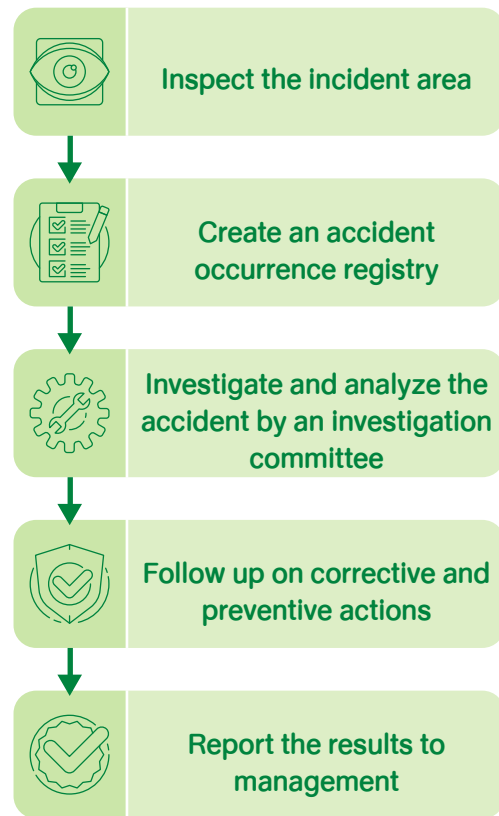 Inspect the incident area
Create an accident
occurrence registry
Investigate and analyze the
accident by an investigation
committee
Follow up on corrective and
preventive actions
Report the results to
management